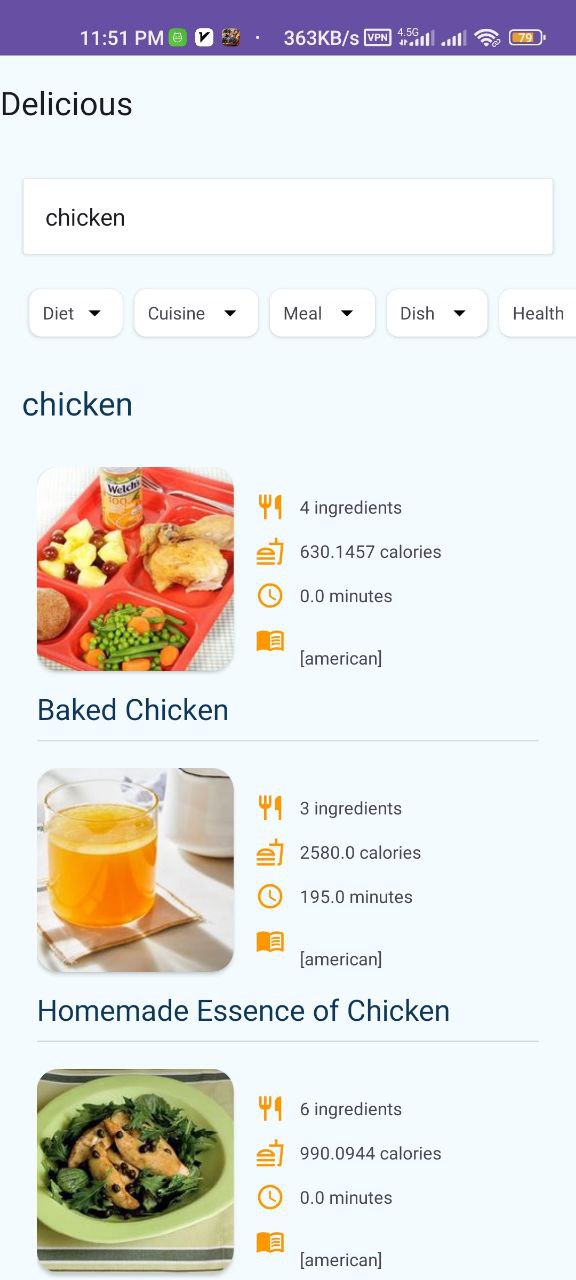 11:51 PM 363KB/s VPN 4.5G 79
Delicious
chicken
Diet Cuisine Meal Dish Health
chicken
Welch's
100%
4 ingredients
630.1457 calories
0.0 minutes
[american]
Baked Chicken
3 ingredients
2580.0 calories
195.0 minutes
[american]
Homemade Essence of Chicken
6 ingredients
990.0944 calories
0.0 minutes
[american]